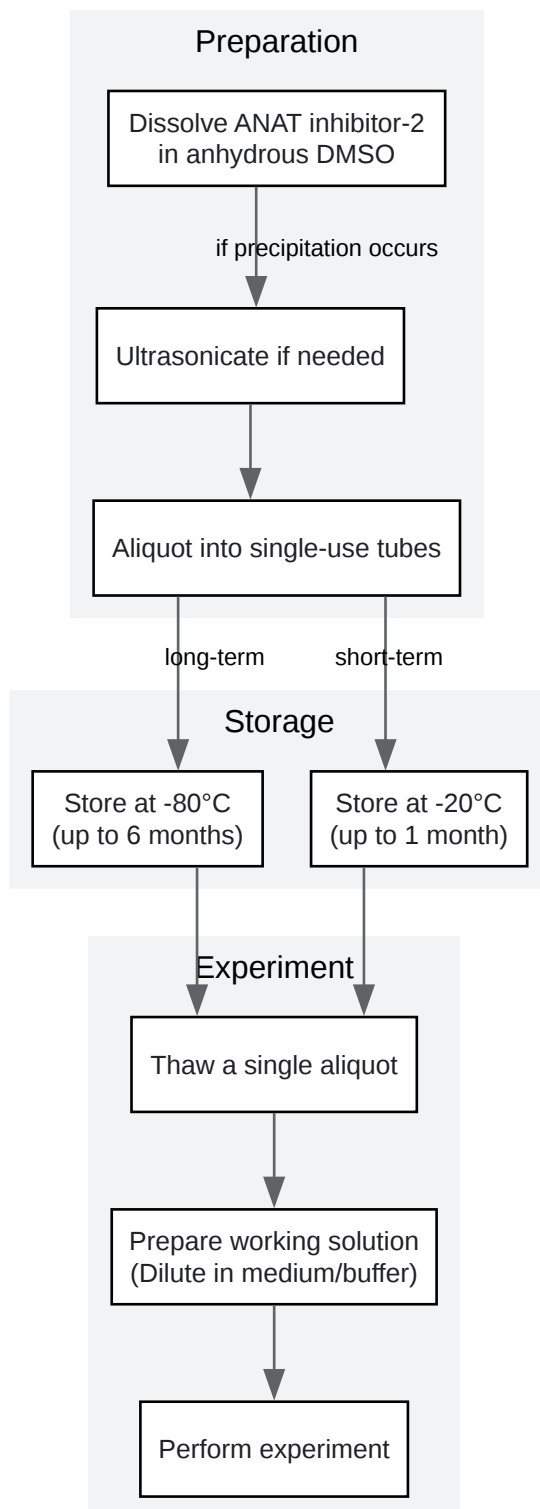 Preparation
Dissolve ANAT inhibitor-2
in anhydrous DMSO
if precipitation occurs
Ultrasonicate if needed
Aliquot into single-use tubes
long-term
short-term
Storage
Store at -80°C
(up to 6 months)
Store at -20°C
(up to 1 month)
Experiment
Thaw a single aliquot
Prepare working solution
(Dilute in medium/buffer)
Perform experiment